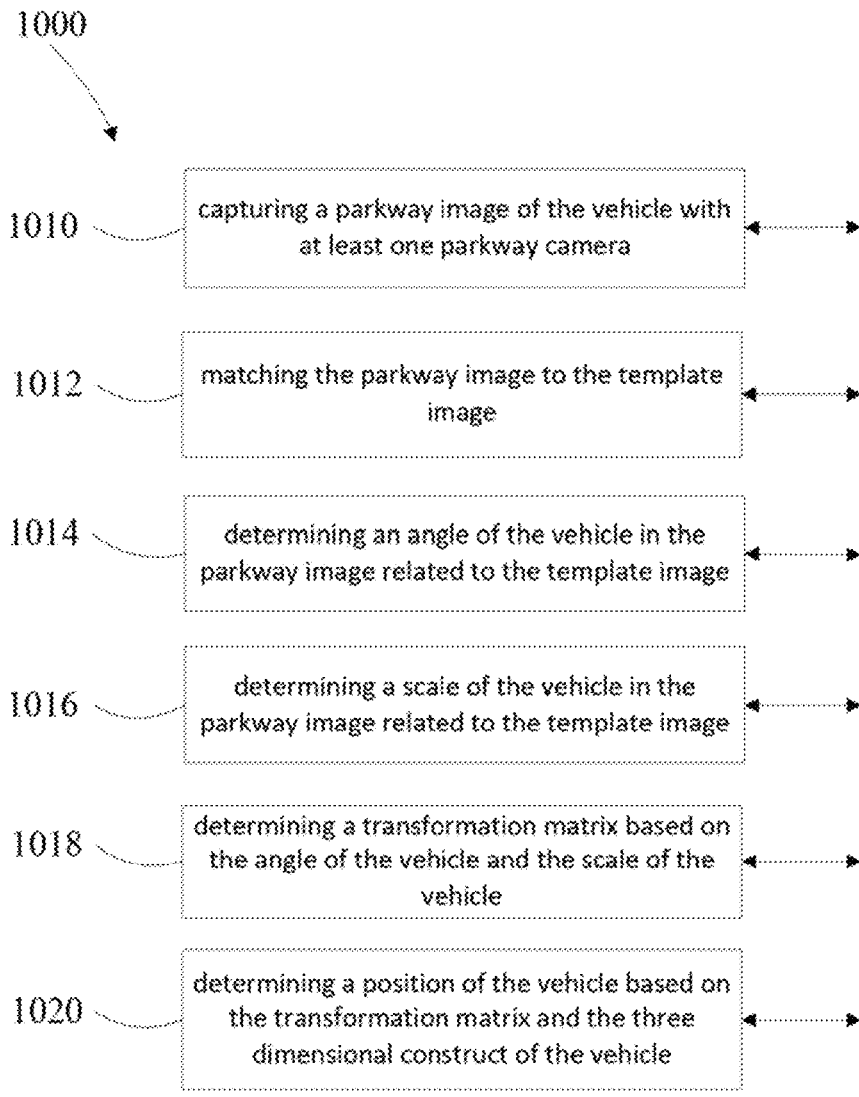 1000
1010
capturing a parkway image of the vehicle with
at least one parkway camera
1012
matching the parkway image to the template
image
1014
determining an angle of the vehicle in the
parkway image related to the template image
1016
determining a scale of the vehicle in the
parkway image related to the template image
1018
determining a transformation matrix based on
the angle of the vehicle and the scale of the
vehicle
1020
determining a position of the vehicle based on
the transformation matrix and the three
dimensional construct of the vehicle